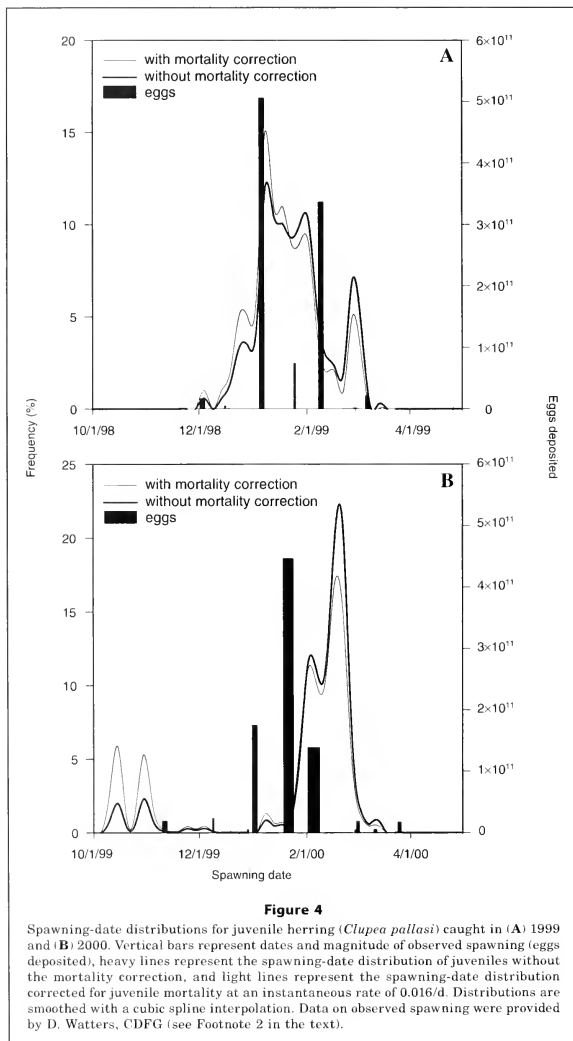 20
15
10
5
0
with mortality correction
without mortality correction
eggs
A
6×10¹¹
5×10¹¹
4×10¹¹
3×10¹¹
2×10¹¹
1×10¹¹
0
10/1/98
12/1/98
2/1/99
4/1/99
Frequency (%)
Eggs deposited
25
20
15
10
5
0
with mortality correction
without mortality correction
eggs
B
6×10¹¹
5×10¹¹
4×10¹¹
3×10¹¹
2×10¹¹
1×10¹¹
0
10/1/99
12/1/99
2/1/00
4/1/00
Spawning date
Figure 4
Spawning-date distributions for juvenile herring (Clupea pallasi) caught in (A) 1999
and (B) 2000. Vertical bars represent dates and magnitude of observed spawning (eggs
deposited), heavy lines represent the spawning-date distribution of juveniles without
the mortality correction, and light lines represent the spawning-date distribution
corrected for juvenile mortality at an instantaneous rate of 0.016/d. Distributions are
smoothed with a cubic spline interpolation. Data on observed spawning were provided
by D. Watters, CDFG (see Footnote 2 in the text).